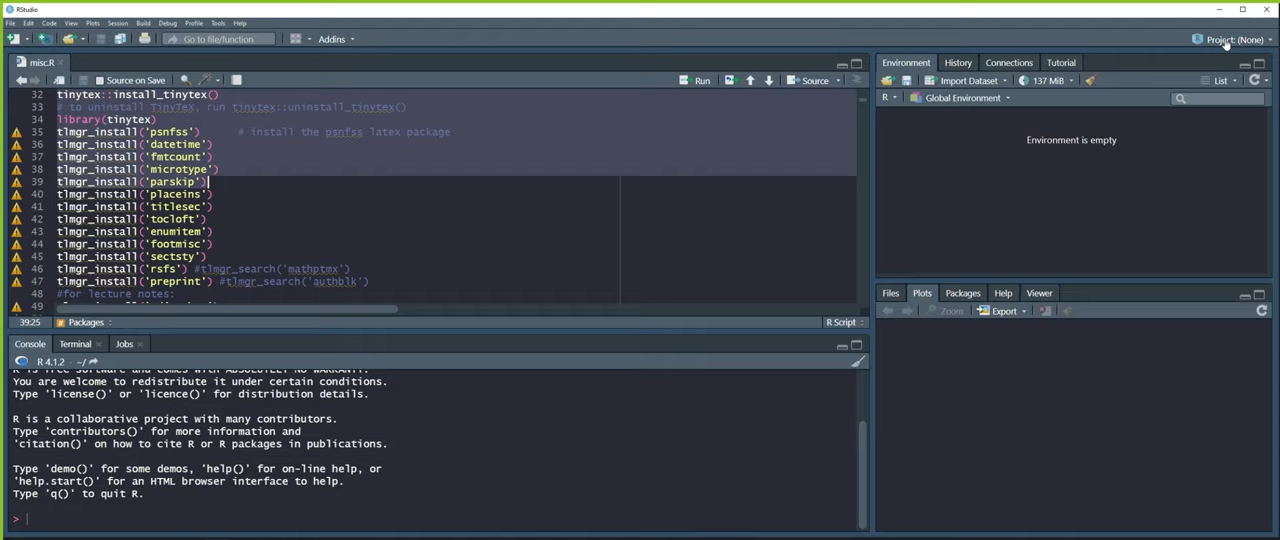 RStudio
File Edit Code View Plots Session Build Debug Profile Tools Help
Go to file/function Addins Project: (None)
misc.R
Source on Save Run Source
32 tinytex::install_tinytex()
33 # to uninstall TinyTeX, run tinytex::uninstall_tinytex()
34 library(tinytex)
35 tlmgr_install('psnfss') # install the psnfss latex package
36 tlmgr_install('datetime')
37 tlmgr_install('fmtcount')
38 tlmgr_install('microtype')
39 tlmgr_install('parskip')
40 tlmgr_install('placeins')
41 tlmgr_install('titlesec')
42 tlmgr_install('tocloft')
43 tlmgr_install('enumitem')
44 tlmgr_install('footmisc')
45 tlmgr_install('sectsty')
46 tlmgr_install('rsfs') #tlmgr_search('mathptmx')
47 tlmgr_install('preprint') #tlmgr_search('authblk')
48 #for lecture notes:
49
39:25 Packages R Script
Console Terminal Jobs
R 4.1.2 · ~/
R is free software and comes with ABSOLUTELY NO WARRANTY.
You are welcome to redistribute it under certain conditions.
Type 'license()' or 'licence()' for distribution details.
R is a collaborative project with many contributors.
Type 'contributors()' for more information and
'citation()' on how to cite R or R packages in publications.
Type 'demo()' for some demos, 'help()' for on-line help, or
'help.start()' for an HTML browser interface to help.
Type 'q()' to quit R.
>
Environment History Connections Tutorial
Import Dataset 137 MiB List
R Global Environment
Environment is empty
Files Plots Packages Help Viewer
Zoom Export